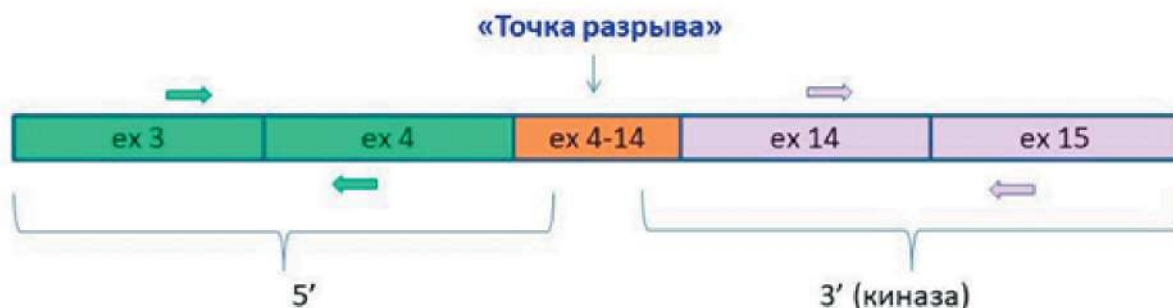 «Точка разрыва»
ex 3 ex 4 ex 4-14 ex 14 ex 15
5′ 3′ (киназа)